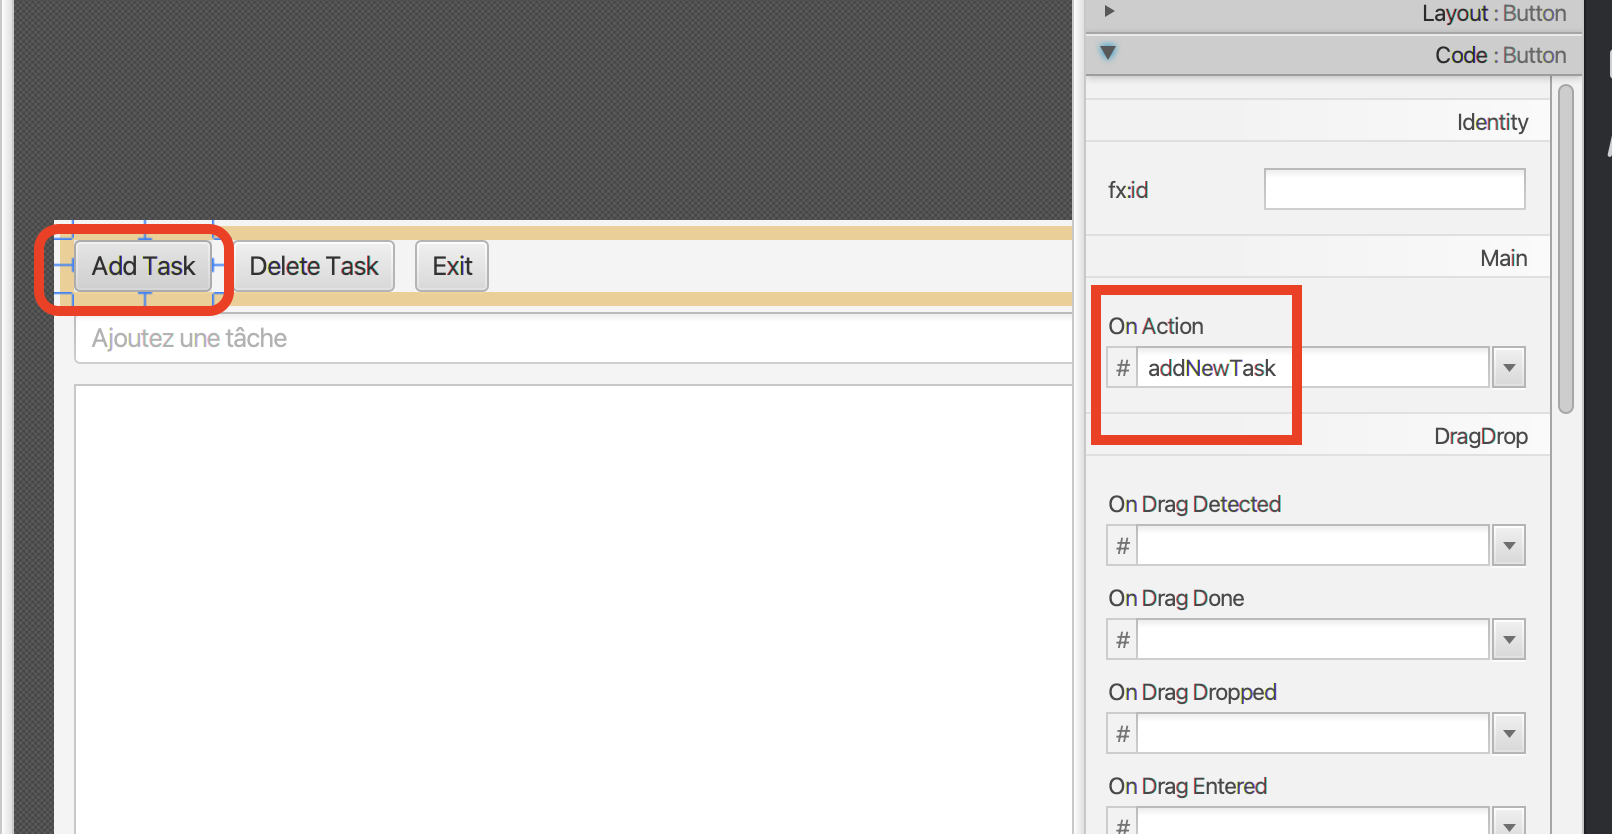 Layout : Button
Code : Button
Identity
fx:id
Add Task
Delete Task
Exit
Ajoutez une tâche
Main
On Action
# addNewTask
DragDrop
On Drag Detected
#
On Drag Done
#
On Drag Dropped
#
On Drag Entered
#